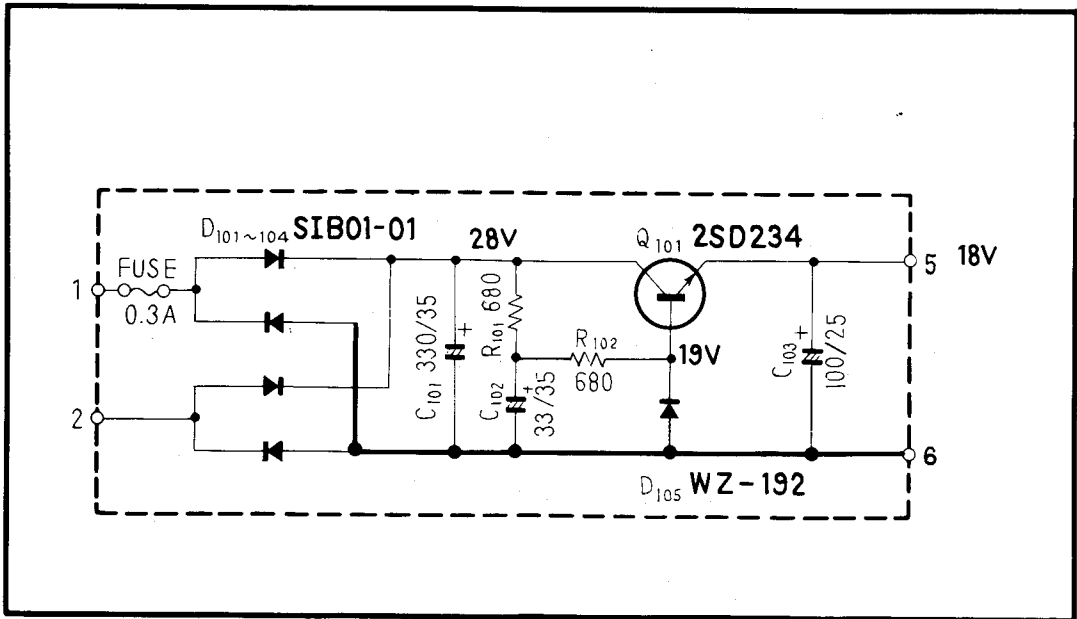 D101~104 SIB01-01
28V
Q101 2SD234
FUSE
0.3A
1
2
C101 330/35
+
R101 680
C102 33/35
+
R102
680
19V
C103 100/25
+
5 18V
6
D105 WZ-192